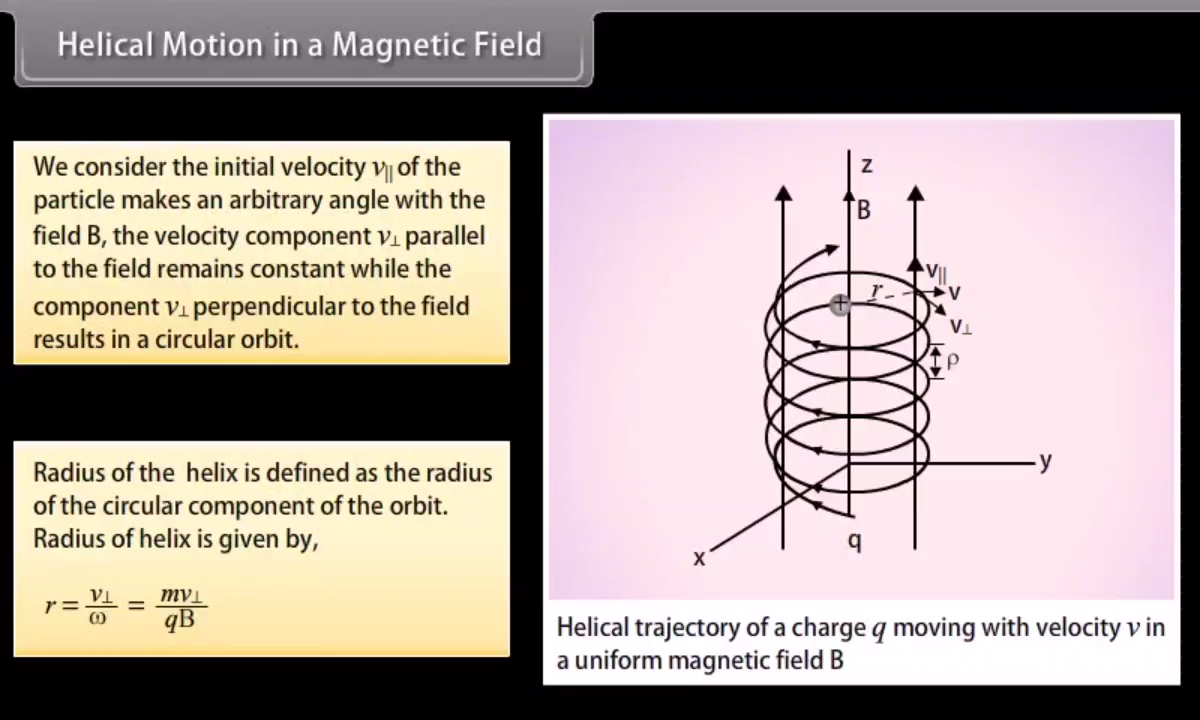 Helical Motion in a Magnetic Field
We consider the initial velocity v∥ of the
particle makes an arbitrary angle with the
field B, the velocity component v⊥ parallel
to the field remains constant while the
component v⊥ perpendicular to the field
results in a circular orbit.
Radius of the helix is defined as the radius
of the circular component of the orbit.
Radius of helix is given by,
r = v⊥/ω = mv⊥/qB
z
B
v∥
r
v
+
v⊥
ρ
y
q
x
Helical trajectory of a charge q moving with velocity v in
a uniform magnetic field B